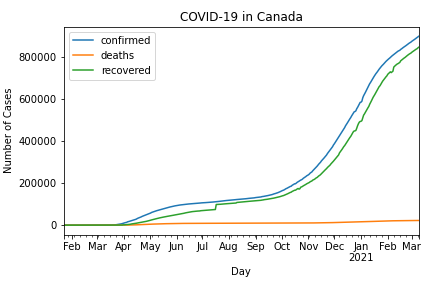 COVID-19 in Canada
confirmed
deaths
recovered
Number of Cases
800000
600000
400000
200000
0
Feb Mar Apr May Jun Jul Aug Sep Oct Nov Dec Jan Feb Mar
2021
Day